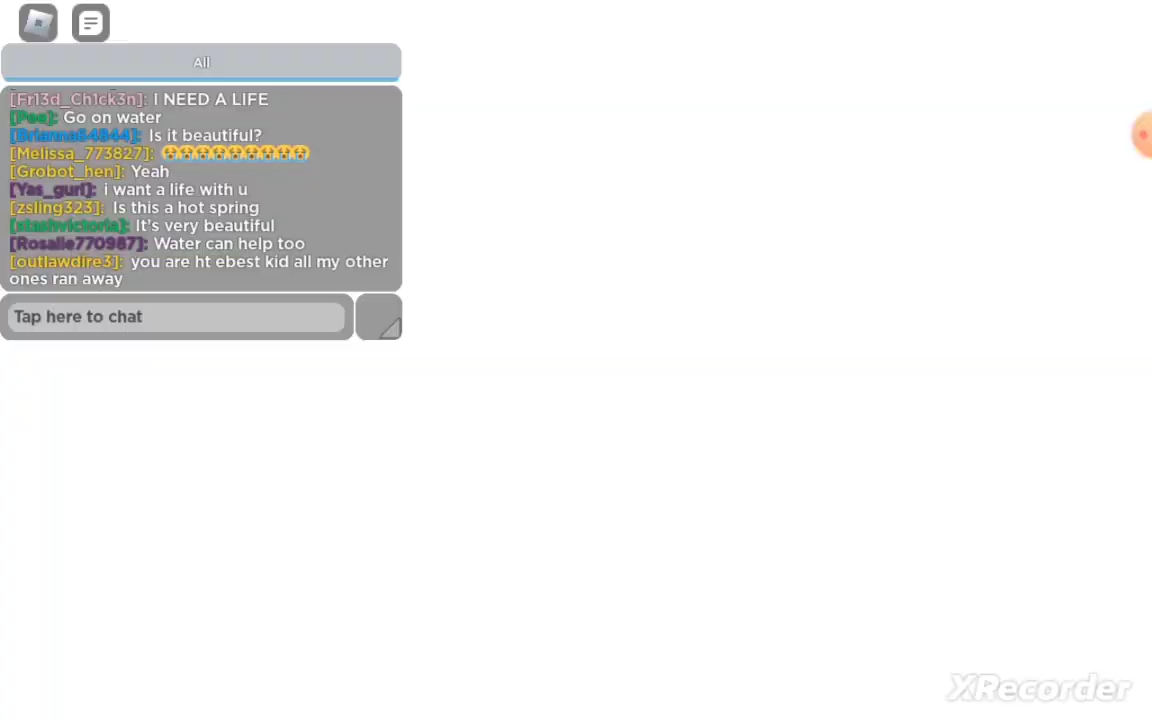 All
[Fr13d_Ch1ck3n]: I NEED A LIFE
[Pee]: Go on water
[Brianna64844]: Is it beautiful?
[Melissa_773827]: 😭😭😭😭😭😭😭😭😭
[Grobot_hen]: Yeah
[Yas_gurl]: i want a life with u
[zsling323]: Is this a hot spring
[stashvictoria]: It's very beautiful
[Rosalie770987]: Water can help too
[outlawdire3]: you are ht ebest kid all my other
ones ran away
Tap here to chat
XRecorder